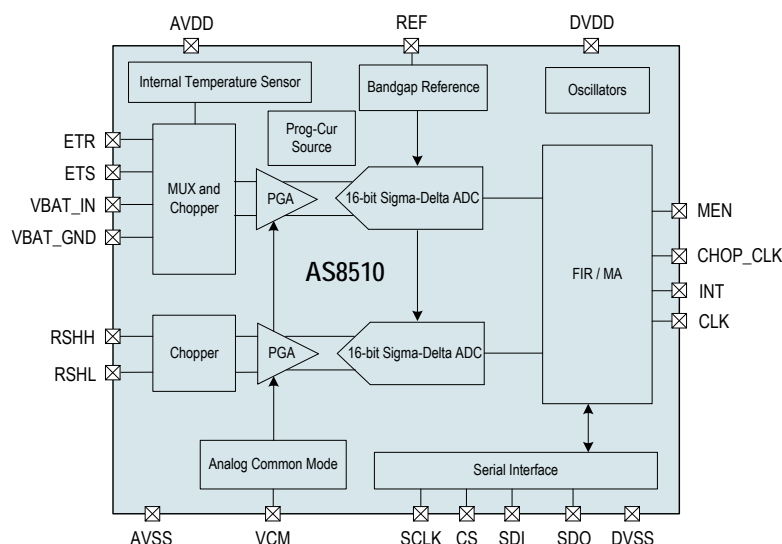 AVDD
REF
DVDD
Internal Temperature Sensor
Bandgap Reference
Oscillators
Prog-Cur
Source
ETR
ETS
VBAT_IN
VBAT_GND
MUX and
Chopper
PGA
16-bit Sigma-Delta ADC
FIR / MA
MEN
CHOP_CLK
INT
CLK
AS8510
RSHH
RSHL
Chopper
PGA
16-bit Sigma-Delta ADC
Analog Common Mode
Serial Interface
AVSS
VCM
SCLK
CS
SDI
SDO
DVSS